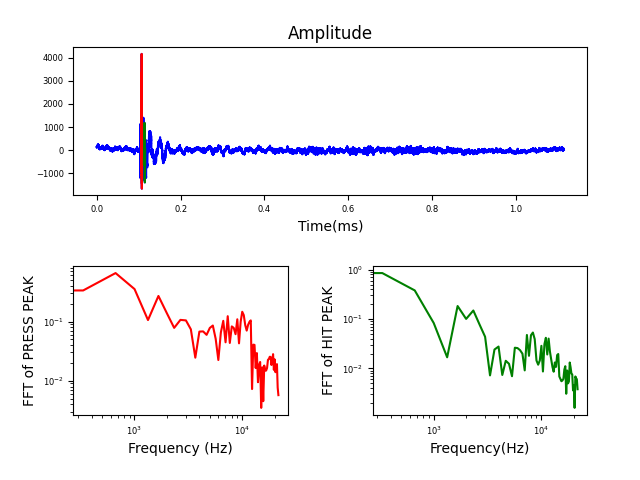 Amplitude
4000
3000
2000
1000
0
−1000
0.0 0.2 0.4 0.6 0.8 1.0
Time(ms)
FFT of PRESS PEAK
10⁻¹
10⁻²
10³ 10⁴
Frequency (Hz)
FFT of HIT PEAK
10⁰
10⁻¹
10⁻²
10³ 10⁴
Frequency(Hz)